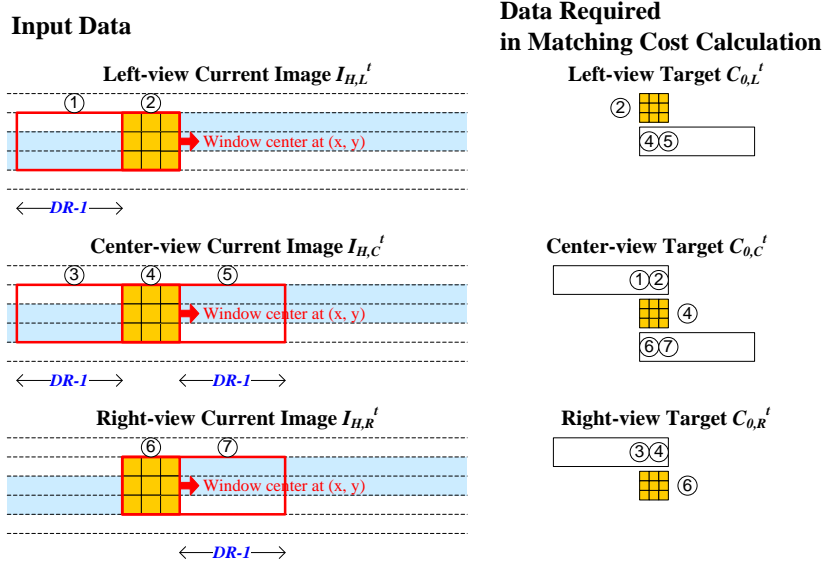 Input Data
Data Required
in Matching Cost Calculation
Left-view Current Image I_{H,L}^t
Left-view Target C_{0,L}^t
① ②
②
Window center at (x, y)
④⑤
DR-1
Center-view Current Image I_{H,C}^t
Center-view Target C_{0,C}^t
③ ④ ⑤
①②
Window center at (x, y)
④
⑥⑦
DR-1 DR-1
Right-view Current Image I_{H,R}^t
Right-view Target C_{0,R}^t
⑥ ⑦
③④
Window center at (x, y)
⑥
DR-1